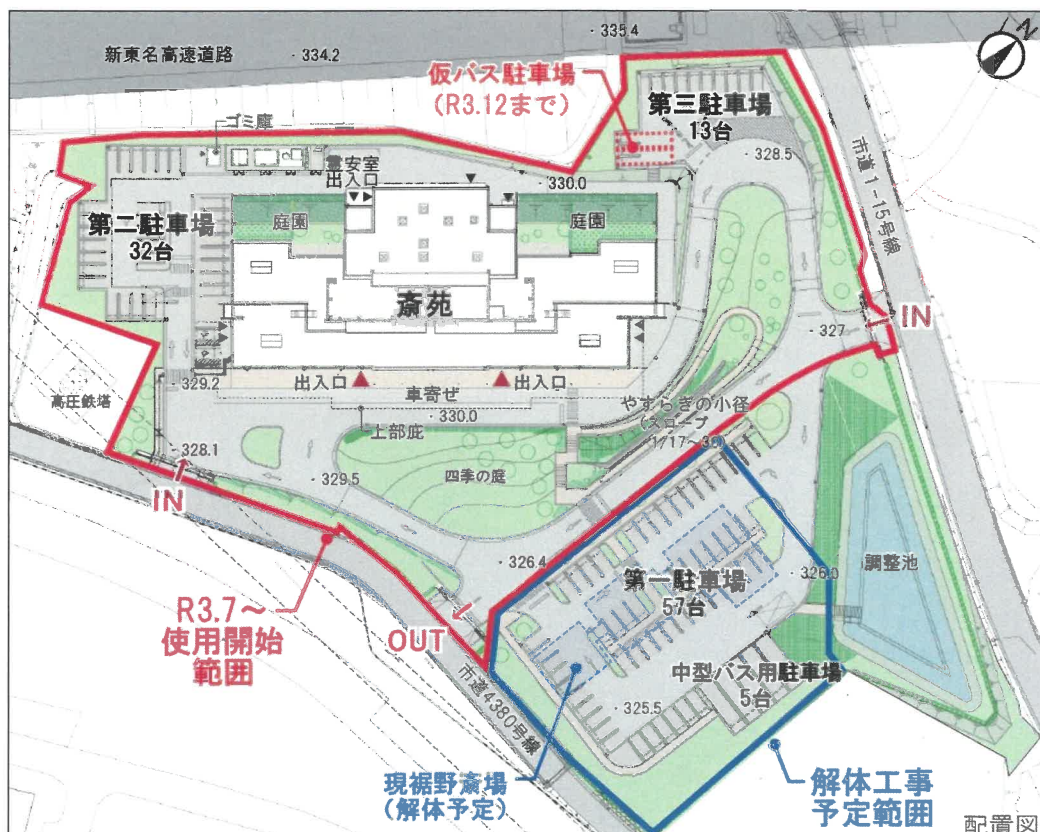 新東名高速道路
・334.2
・335.4
N
仮バス駐車場
(R3.12まで)
第三駐車場
13台
・328.5
市道1-15号線
ゴミ庫
霊安室
出入口
・330.0
第二駐車場
32台
庭園
庭園
斎苑
・327
IN
・329.2
出入口
車寄せ
出入口
高圧鉄塔
・330.0
やすらぎの小径
(スロープ
上部庇
・328.1
四季の庭
・329.5
IN
・326.4
第一駐車場
57台
・326.0
調整池
R3.7～
使用開始
範囲
OUT
中型バス用駐車場
5台
市道4380号線
・325.5
現裾野斎場
(解体予定)
解体工事
予定範囲
配置図